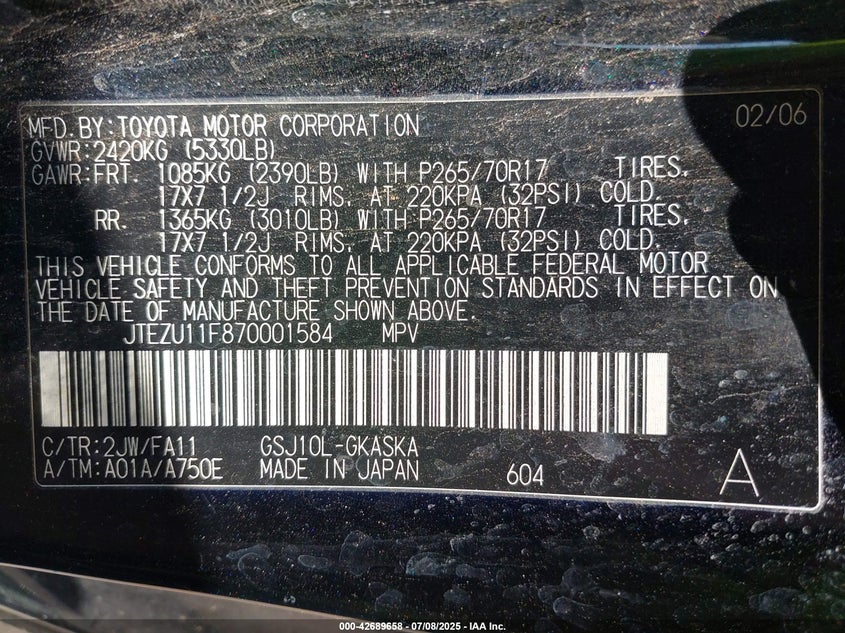 MFD.BY:TOYOTA MOTOR CORPORATION 02/06
GVWR:2420KG (5330LB)
GAWR:FRT. 1085KG (2390LB) WITH P265/70R17 TIRES.
17X7 1/2J RIMS. AT 220KPA (32PSI) COLD.
RR. 1365KG (3010LB) WITH P265/70R17 TIRES.
17X7 1/2J RIMS. AT 220KPA (32PSI) COLD.
THIS VEHICLE CONFORMS TO ALL APPLICABLE FEDERAL MOTOR
VEHICLE SAFETY AND THEFT PREVENTION STANDARDS IN EFFECT ON
THE DATE OF MANUFACTURE SHOWN ABOVE.
JTEZU11F870001584 MPV
C/TR:2JW/FA11 GSJ10L-GKASKA
A/TM:A01A/A750E MADE IN JAPAN 604 A
000-42689658 - 07/08/2025 - IAA Inc.